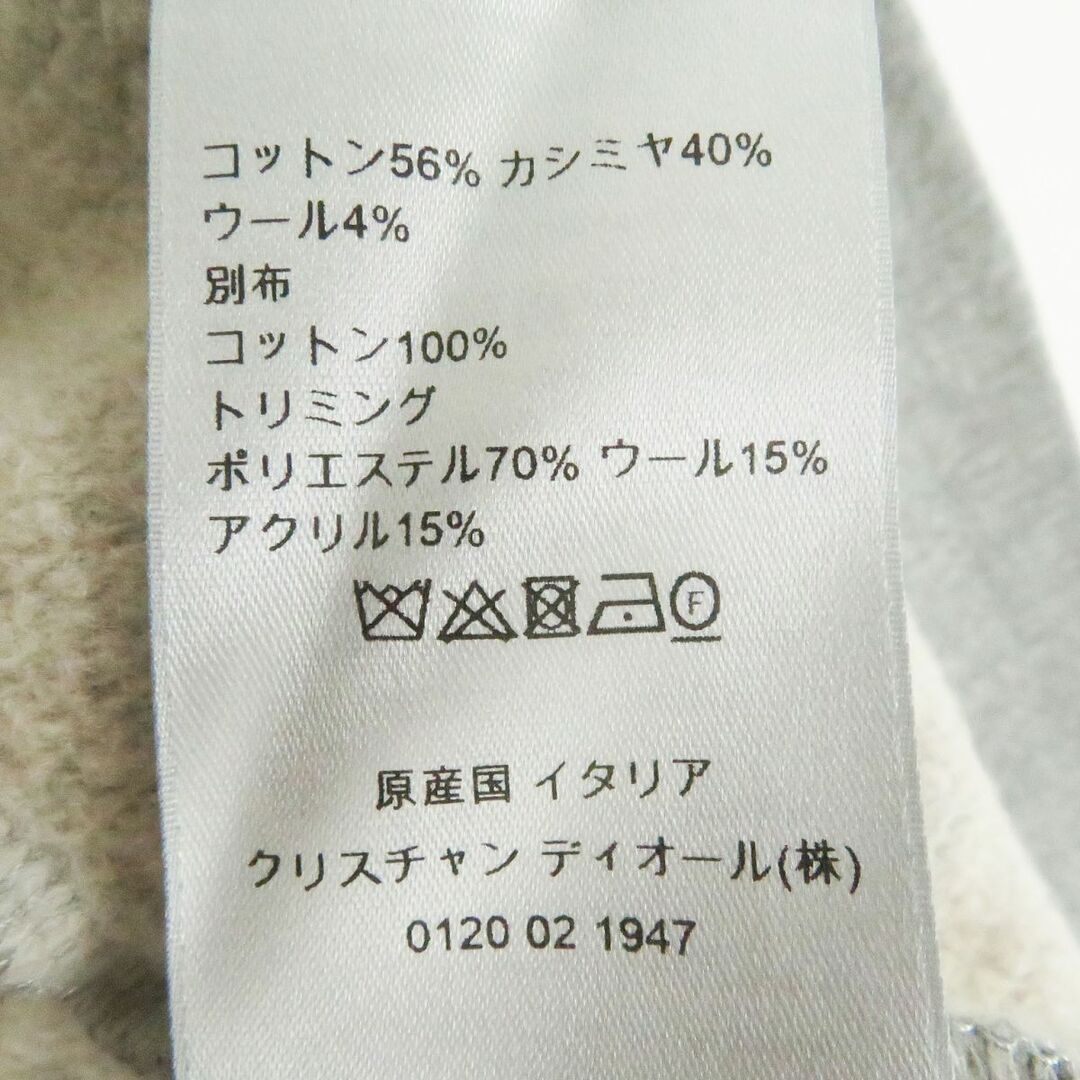 コットン56% カシミヤ40%
ウール4%
別布
コットン100%
トリミング
ポリエステル70% ウール15%
アクリル15%
F
原産国 イタリア
クリスチャン ディオール(株)
0120 02 1947